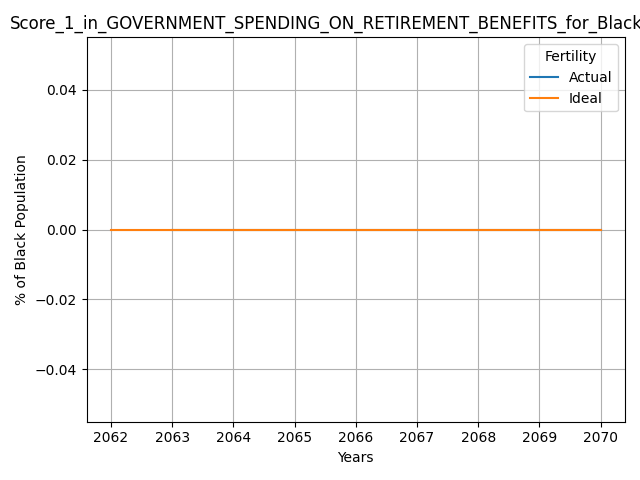 Score_1_in_GOVERNMENT_SPENDING_ON_RETIREMENT_BENEFITS_for_Black
Fertility
Actual
Ideal
0.04
0.02
0.00
−0.02
−0.04
% of Black Population
2062 2063 2064 2065 2066 2067 2068 2069 2070
Years